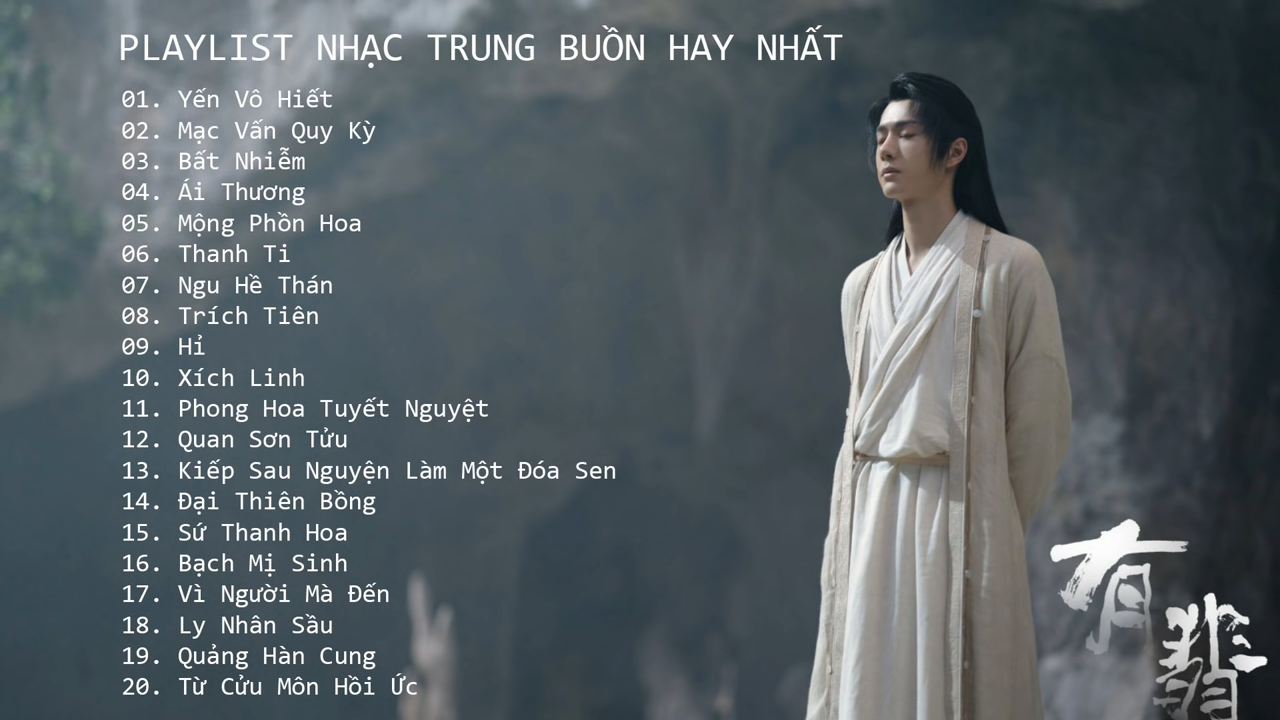 PLAYLIST NHẠC TRUNG BUỒN HAY NHẤT
01. Yến Vô Hiết
02. Mạc Vấn Quy Kỳ
03. Bất Nhiễm
04. Ái Thương
05. Mộng Phồn Hoa
06. Thanh Ti
07. Ngu Hề Thán
08. Trích Tiên
09. Hỉ
10. Xích Linh
11. Phong Hoa Tuyết Nguyệt
12. Quan Sơn Tửu
13. Kiếp Sau Nguyện Làm Một Đóa Sen
14. Đại Thiên Bồng
15. Sứ Thanh Hoa
16. Bạch Mị Sinh
17. Vì Người Mà Đến
18. Ly Nhân Sầu
19. Quảng Hàn Cung
20. Từ Cửu Môn Hồi Ức
有翡